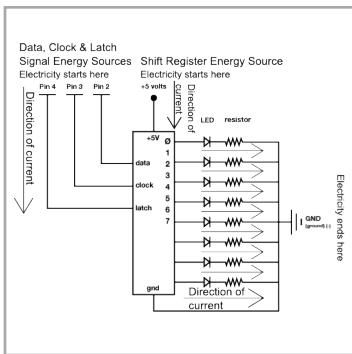 Data, Clock & Latch
Signal Energy Sources
Electricity starts here
Shift Register Energy Source
Electricity starts here
Pin 4
Pin 3
Pin 2
+5 volts
Direction of current
Direction of
current
LED
resistor
+5V
data
clock
latch
gnd
0
1
2
3
4
5
6
7
GND
(ground) (-)
Electricity ends here
Direction of
current